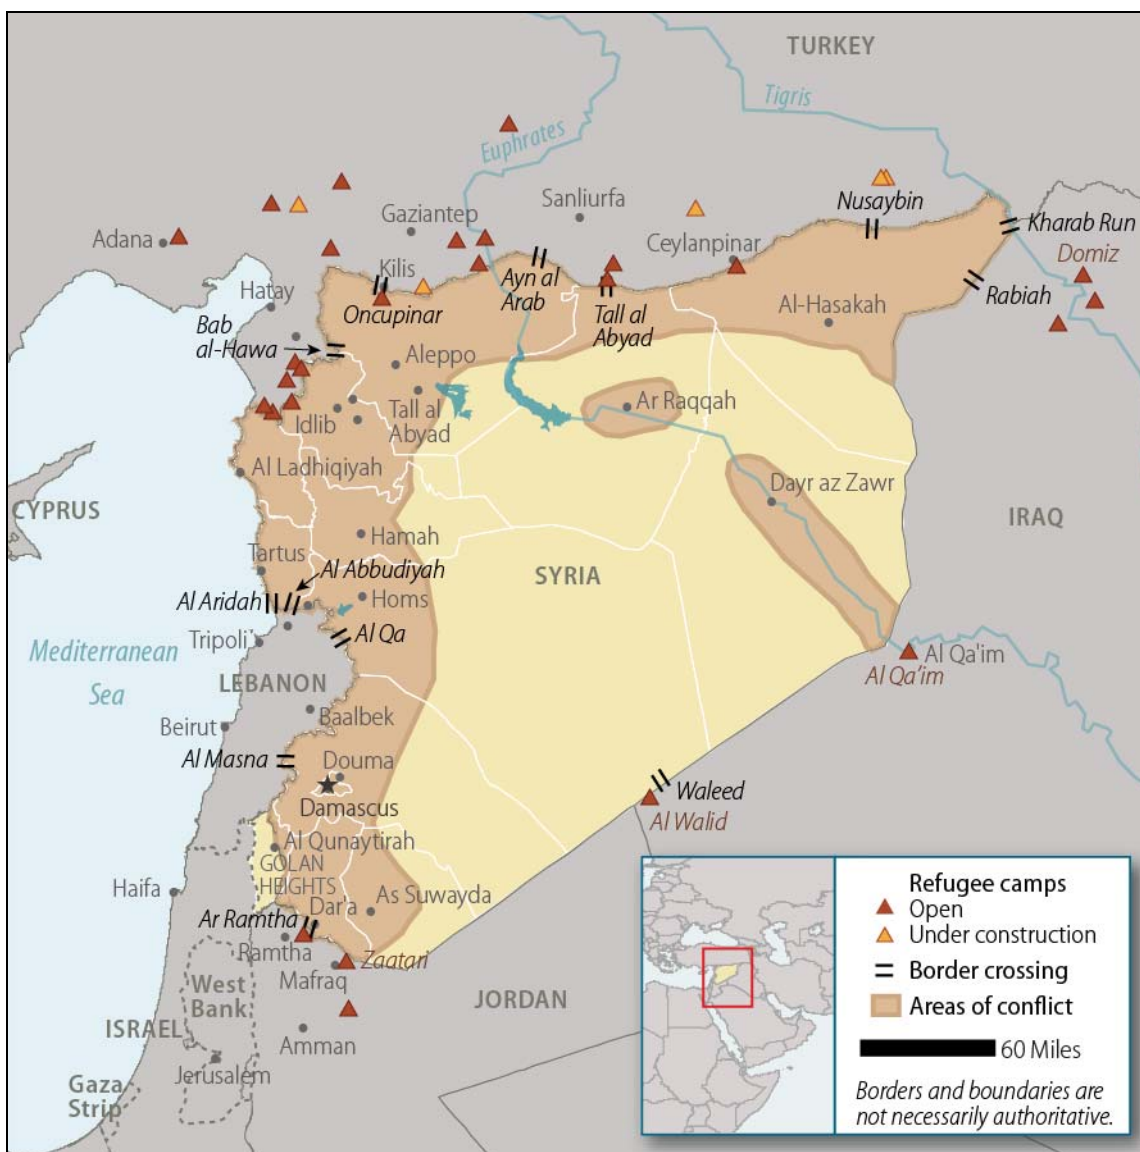 TURKEY
Tigris
Euphrates
Sanliurfa
Nusaybin
Gaziantep
Adana
Ceylanpinar
Kharab Run
Domiz
Kilis
Ayn al
Arab
Hatay
Oncupinar
Tall al
Abyad
Rabiah
Al-Hasakah
Bab
al-Hawa
Aleppo
Ar Raqqah
Idlib
Tall al
Abyad
Al Ladhiqiyah
Dayr az Zawr
CYPRUS
IRAQ
Hamah
Tartus
SYRIA
Al Abbudiyah
Al Aridah
Homs
Tripoli
Al Qa
Mediterranean
Sea
Al Qa'im
Al Qa'im
LEBANON
Baalbek
Beirut
Al Masna
Douma
Waleed
Damascus
Al Walid
Al Qunaytirah
GOLAN
HEIGHTS
Haifa
As Suwayda
Dar'a
Ar Ramtha
Ramtha
Zaatari
Mafraq
West
Bank
JORDAN
ISRAEL
Amman
Jerusalem
Gaza
Strip
Refugee camps
Open
Under construction
Border crossing
Areas of conflict
60 Miles
Borders and boundaries are
not necessarily authoritative.